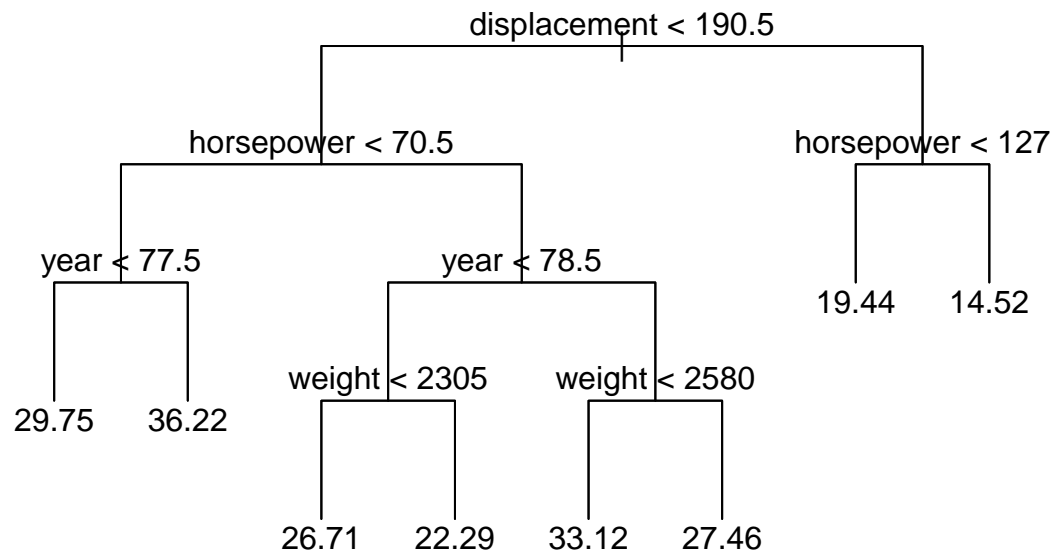 displacement < 190.5
horsepower < 70.5
horsepower < 127
year < 77.5
year < 78.5
19.44
14.52
weight < 2305
weight < 2580
29.75
36.22
26.71
22.29
33.12
27.46